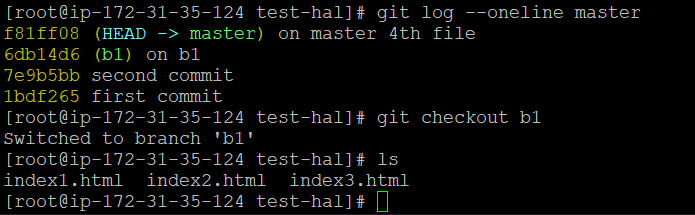 [root@ip-172-31-35-124 test-hal]# git log --oneline master
f81ff08 (HEAD -> master) on master 4th file
6db14d6 (b1) on b1
7e9b5bb second commit
1bdf265 first commit
[root@ip-172-31-35-124 test-hal]# git checkout b1
Switched to branch 'b1'
[root@ip-172-31-35-124 test-hal]# ls
index1.html  index2.html  index3.html
[root@ip-172-31-35-124 test-hal]#